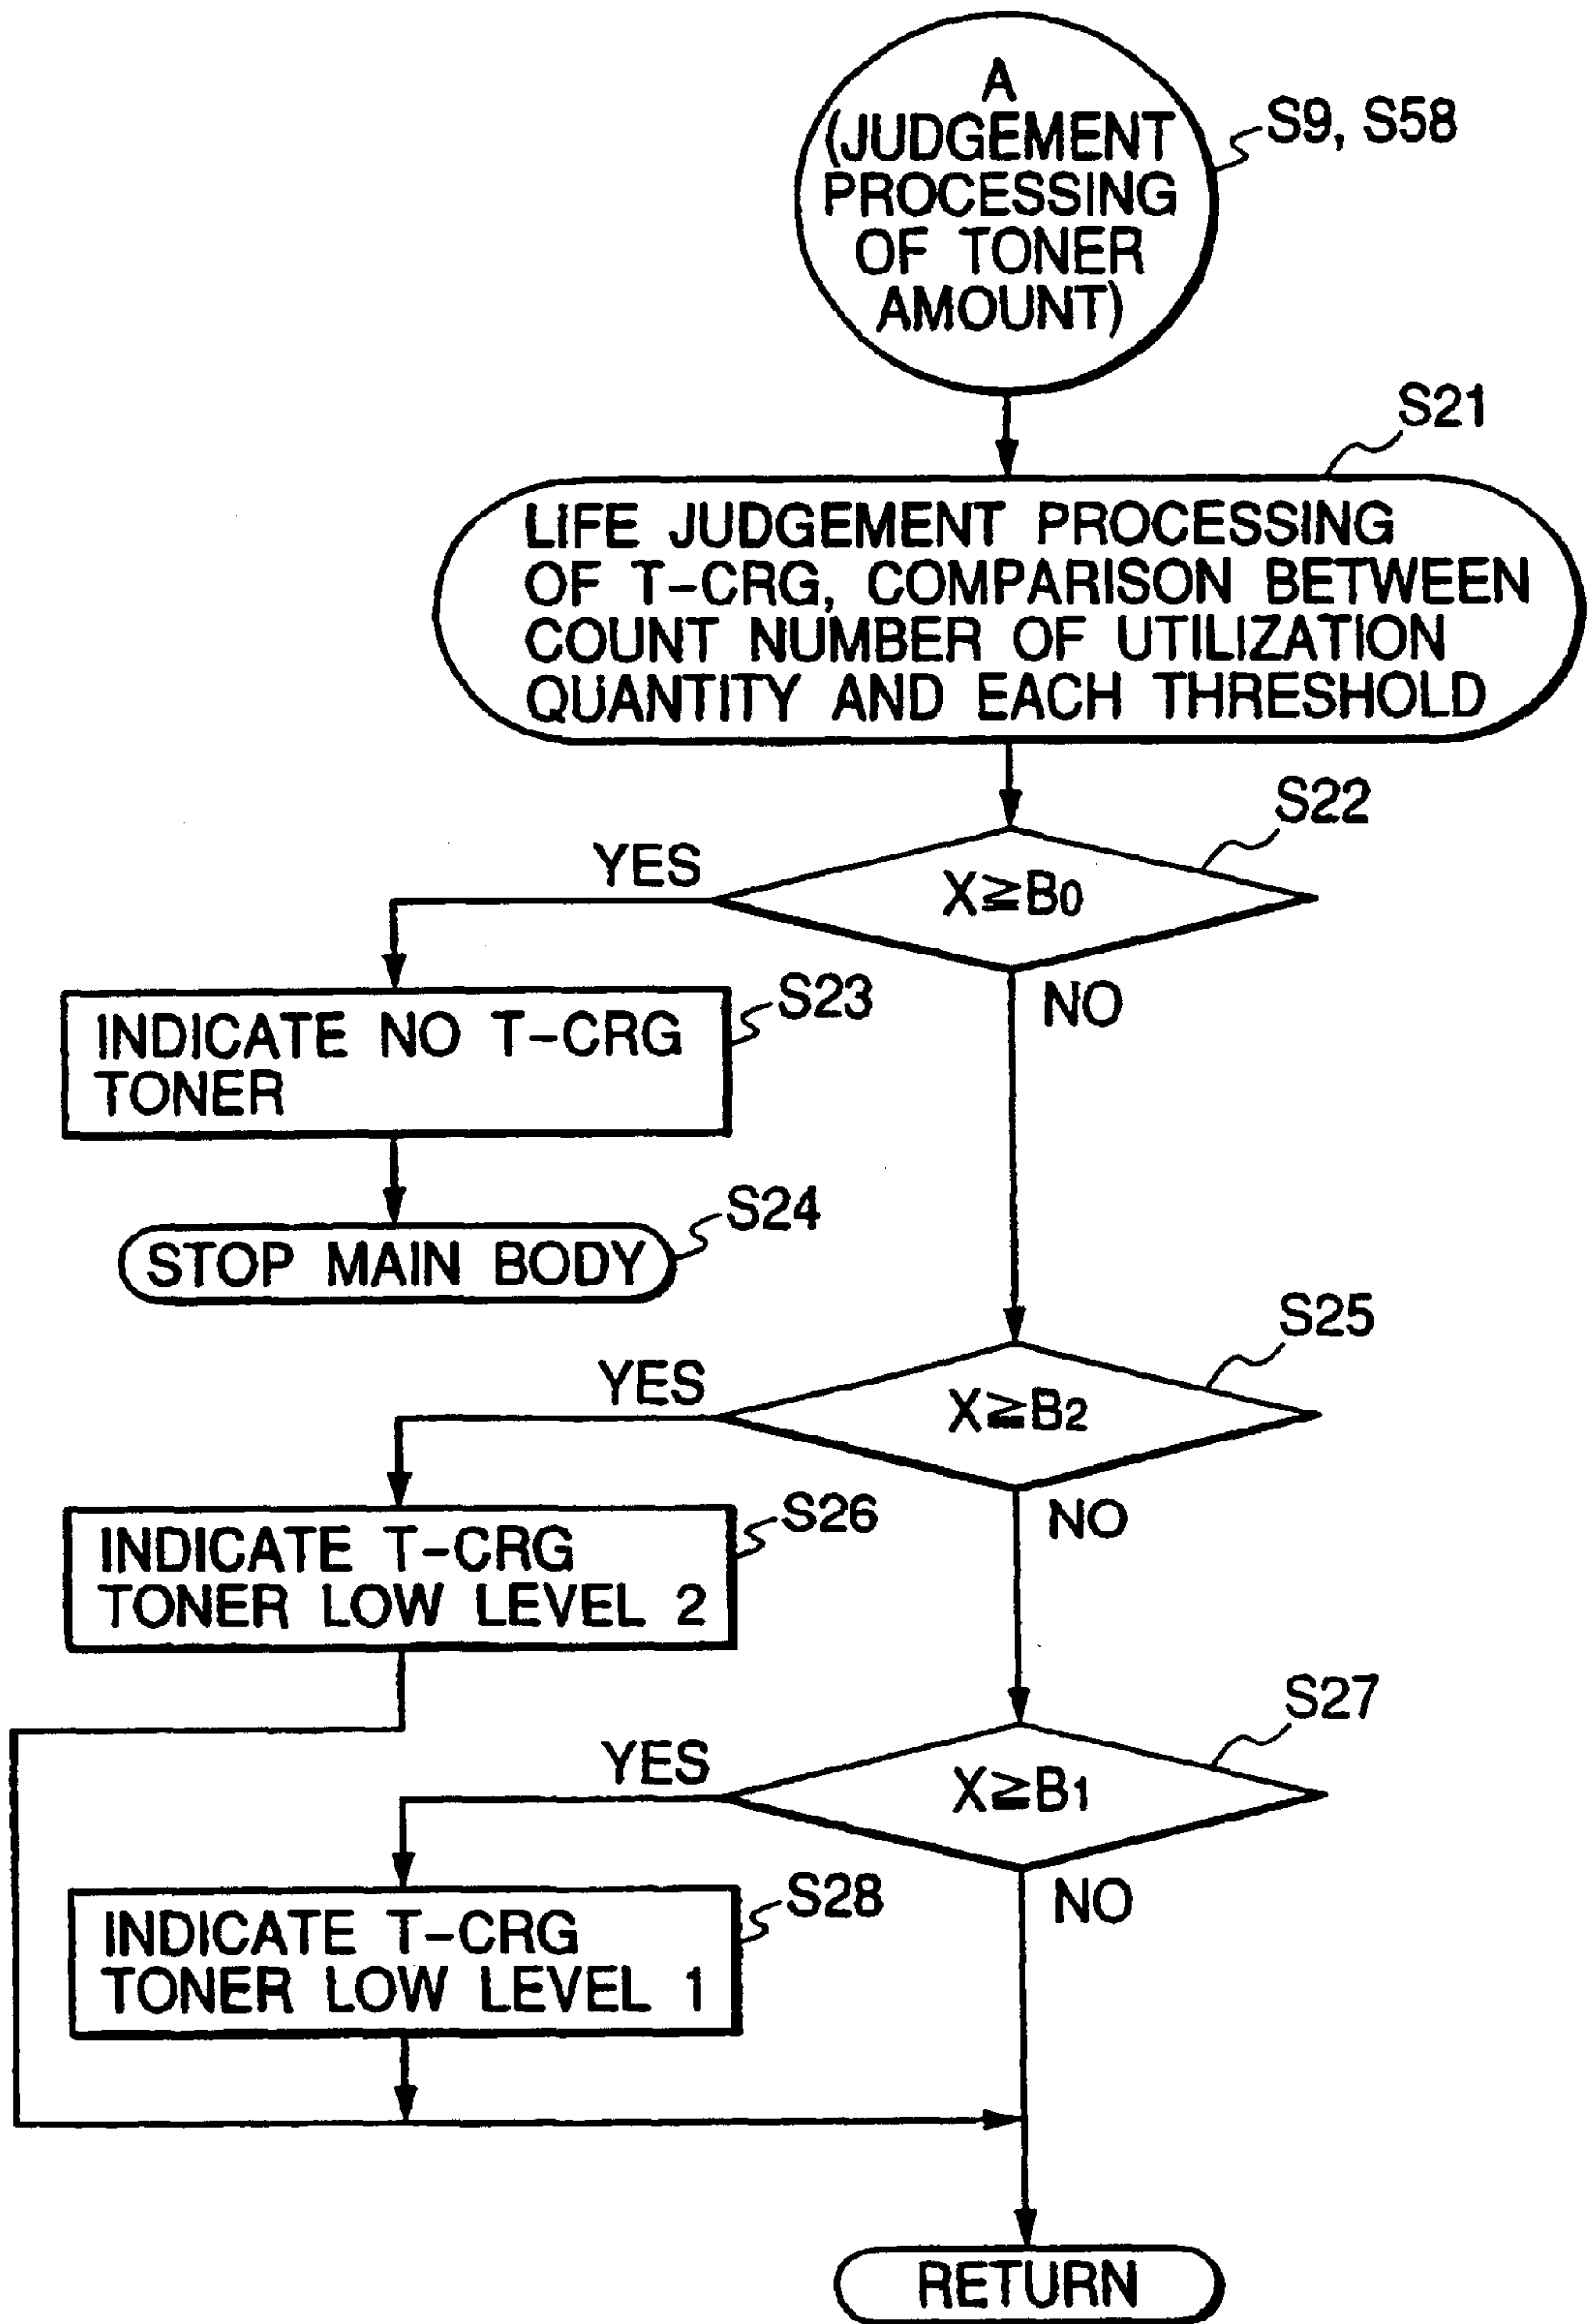 A
(JUDGEMENT
PROCESSING
OF TONER
AMOUNT)
S9, S58
S21
LIFE JUDGEMENT PROCESSING
OF T-CRG, COMPARISON BETWEEN
COUNT NUMBER OF UTILIZATION
QUANTITY AND EACH THRESHOLD
S22
YES
X≧B0
NO
S23
INDICATE NO T-CRG
TONER
S24
STOP MAIN BODY
S25
YES
X≧B2
NO
S26
INDICATE T-CRG
TONER LOW LEVEL 2
S27
YES
X≧B1
NO
S28
INDICATE T-CRG
TONER LOW LEVEL 1
RETURN